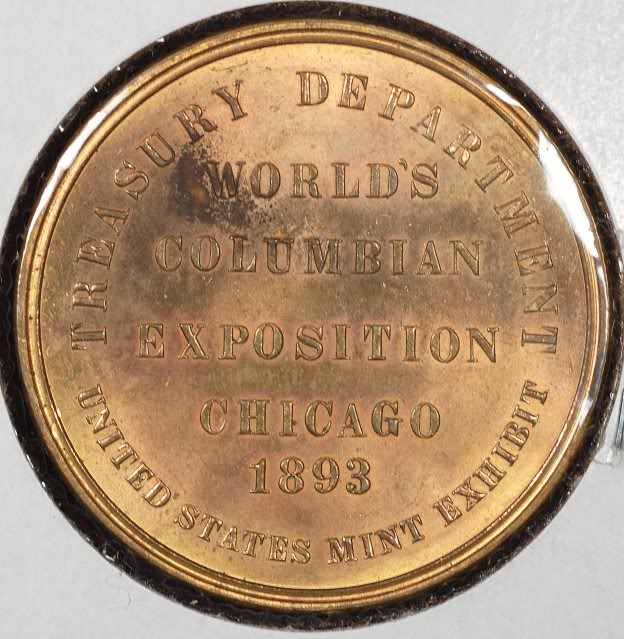 TREASURY DEPARTMENT
WORLD'S
COLUMBIAN
EXPOSITION
CHICAGO
1893
UNITED STATES MINT EXHIBIT